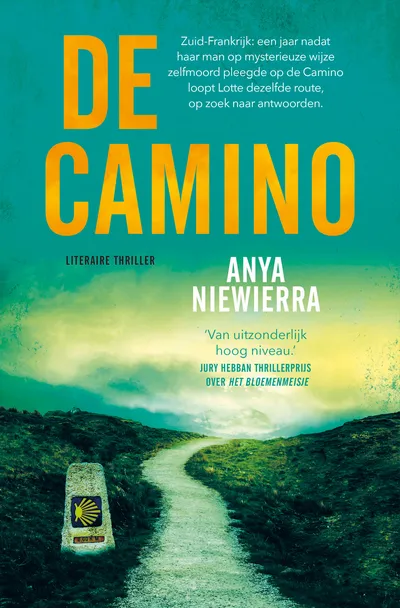 DE
CAMINO
Zuid-Frankrijk: een jaar nadat
haar man op mysterieuze wijze
zelfmoord pleegde op de Camino
loopt Lotte dezelfde route,
op zoek naar antwoorden.
LITERAIRE THRILLER
ANYA
NIEWIERRA
‘Van uitzonderlijk
hoog niveau.’
JURY HEBBAN THRILLERPRIJS
OVER HET BLOEMENMEISJE